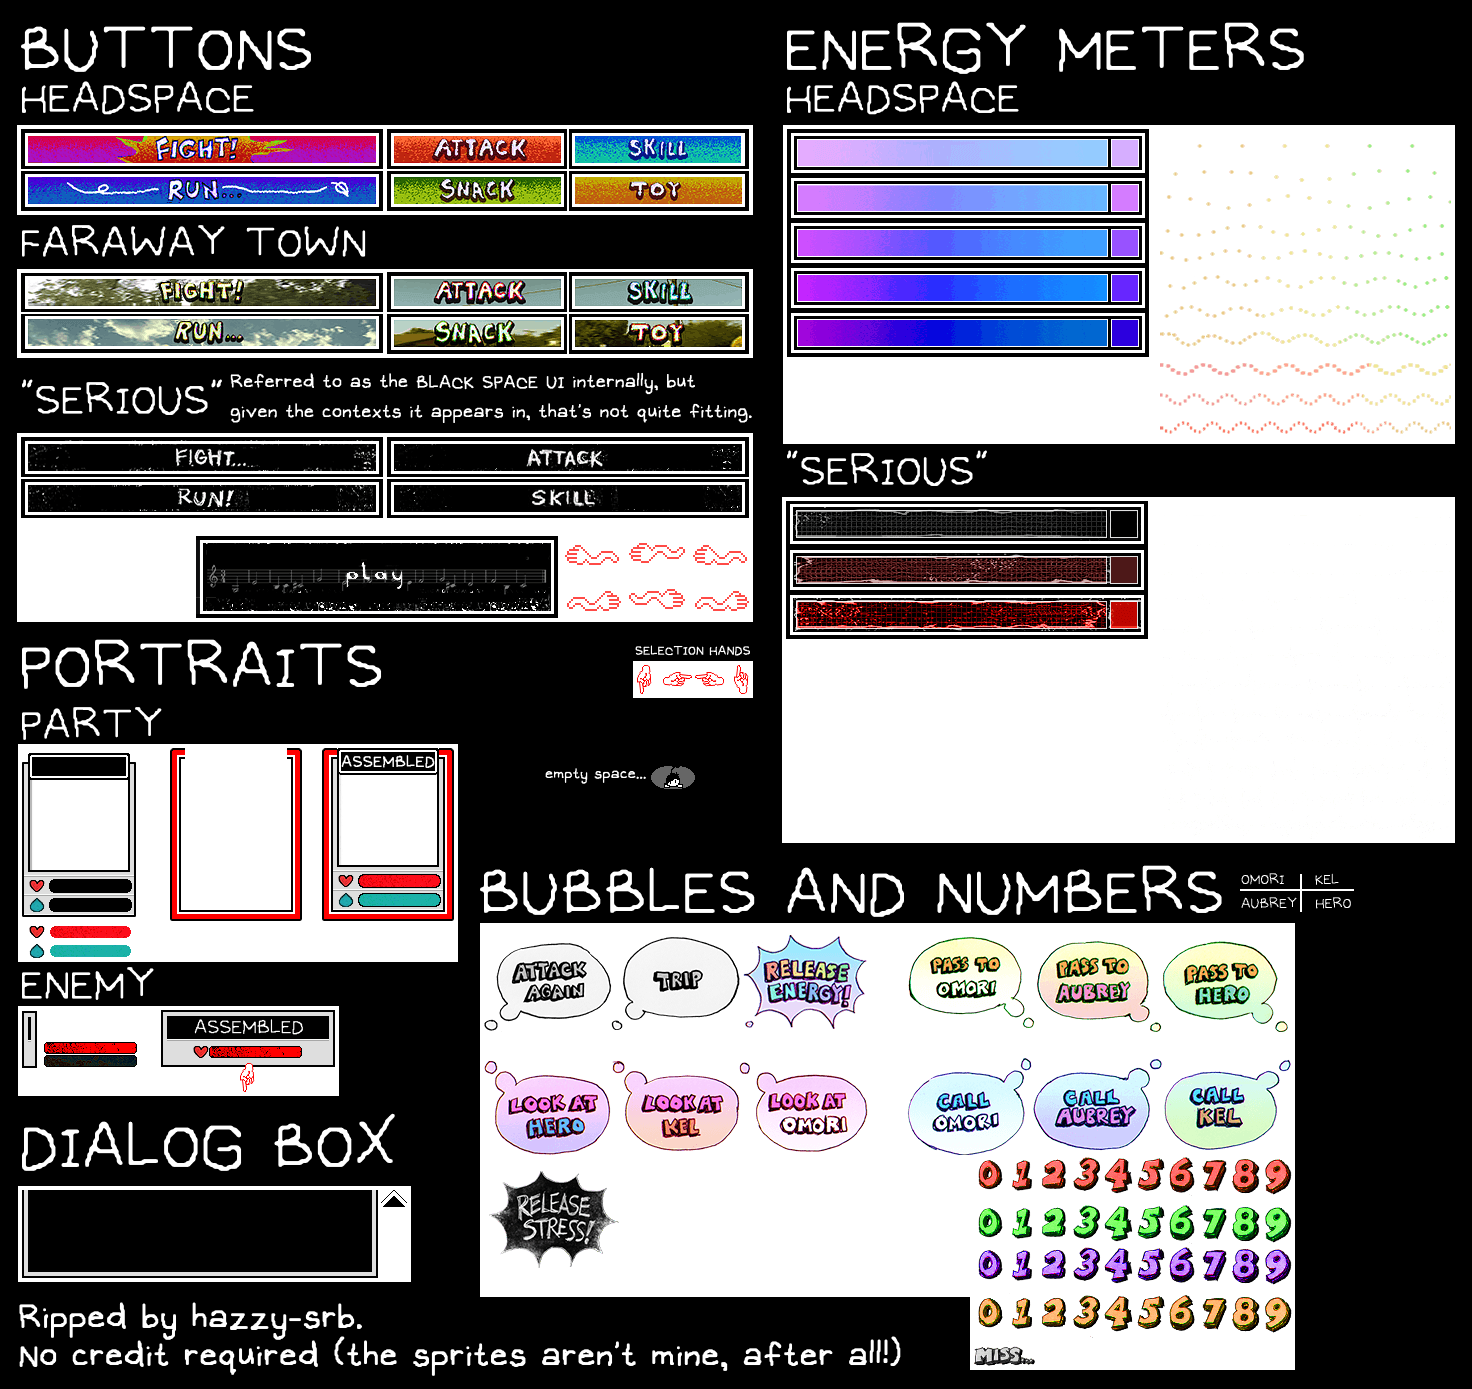 BUTTONS
HEADSPACE
FIGHT!
ATTACK
SKILL
RUN...
SNACK
TOY
FARAWAY TOWN
FIGHT!
ATTACK
SKILL
RUN...
SNACK
TOY
"SERIOUS"
Referred to as the BLACK SPACE UI internally, but
given the contexts it appears in, that's not quite fitting.
FIGHT...
ATTACK
RUN!
SKILL
play
PORTRAITS
SELECTION HANDS
PARTY
ASSEMBLED
empty space...
ENEMY
ASSEMBLED
DIALOG BOX
Ripped by hazzy-srb.
No credit required (the sprites aren't mine, after all!)
ENERGY METERS
HEADSPACE
"SERIOUS"
BUBBLES AND NUMBERS
OMORI
KEL
AUBREY
HERO
ATTACK
AGAIN
TRIP
RELEASE
ENERGY!
PASS TO
OMORI
PASS TO
AUBREY
PASS TO
HERO
LOOK AT
HERO
LOOK AT
KEL
LOOK AT
OMORI
CALL
OMORI
CALL
AUBREY
CALL
KEL
RELEASE
STRESS!
0 1 2 3 4 5 6 7 8 9
0 1 2 3 4 5 6 7 8 9
0 1 2 3 4 5 6 7 8 9
0 1 2 3 4 5 6 7 8 9
MISS...